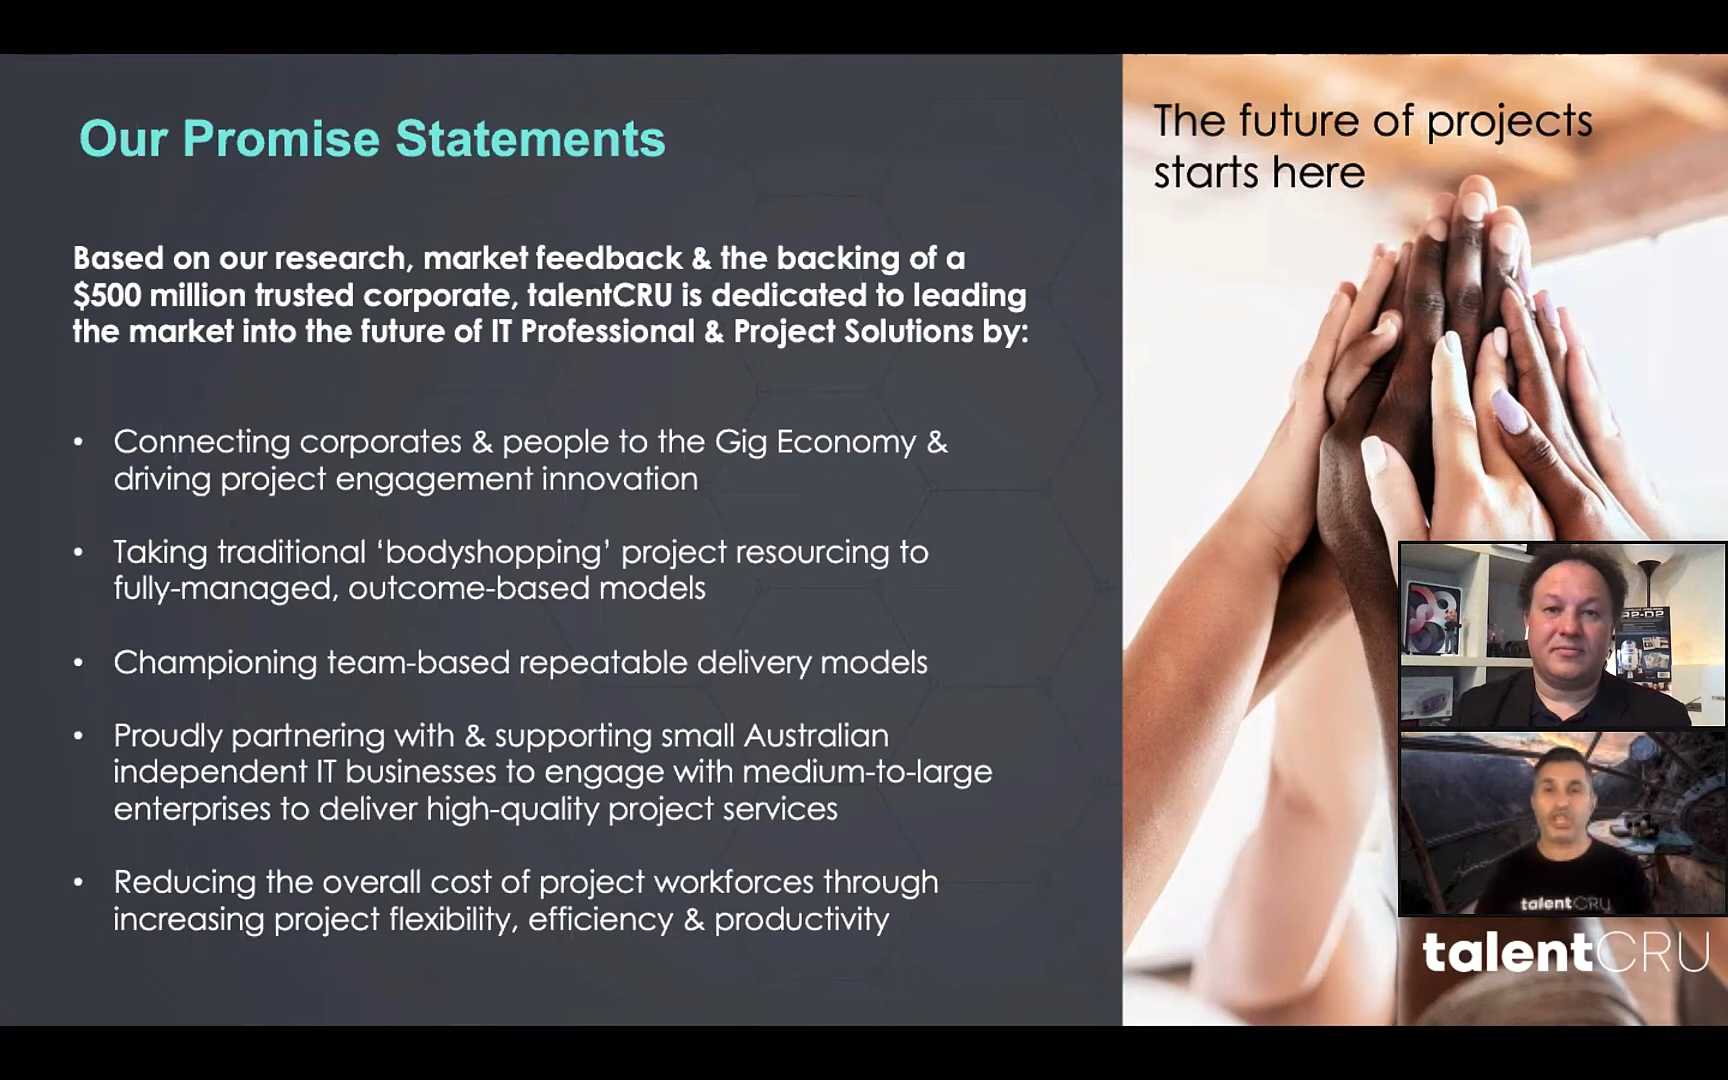 Our Promise Statements
The future of projects
starts here
Based on our research, market feedback & the backing of a
$500 million trusted corporate, talentCRU is dedicated to leading
the market into the future of IT Professional & Project Solutions by:
• Connecting corporates & people to the Gig Economy &
driving project engagement innovation
• Taking traditional ‘bodyshopping’ project resourcing to
fully-managed, outcome-based models
• Championing team-based repeatable delivery models
• Proudly partnering with & supporting small Australian
independent IT businesses to engage with medium-to-large
enterprises to deliver high-quality project services
• Reducing the overall cost of project workforces through
increasing project flexibility, efficiency & productivity
R2-D2
talentCRU
talentCRU